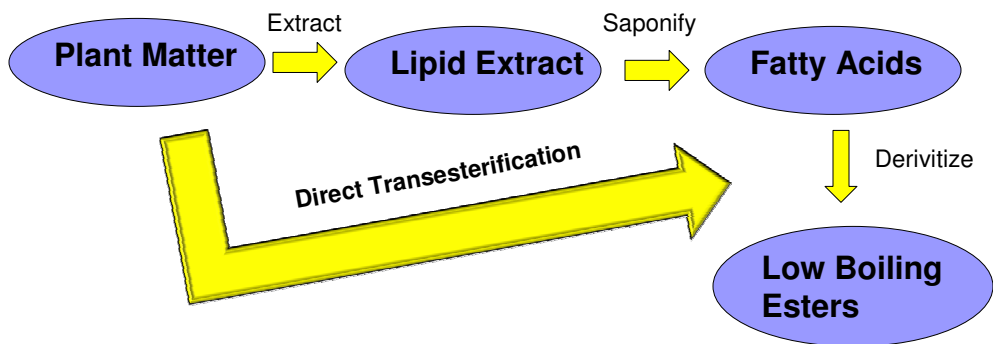 Extract
Saponify
Plant Matter
Lipid Extract
Fatty Acids
Direct Transesterification
Derivitize
Low Boiling
Esters